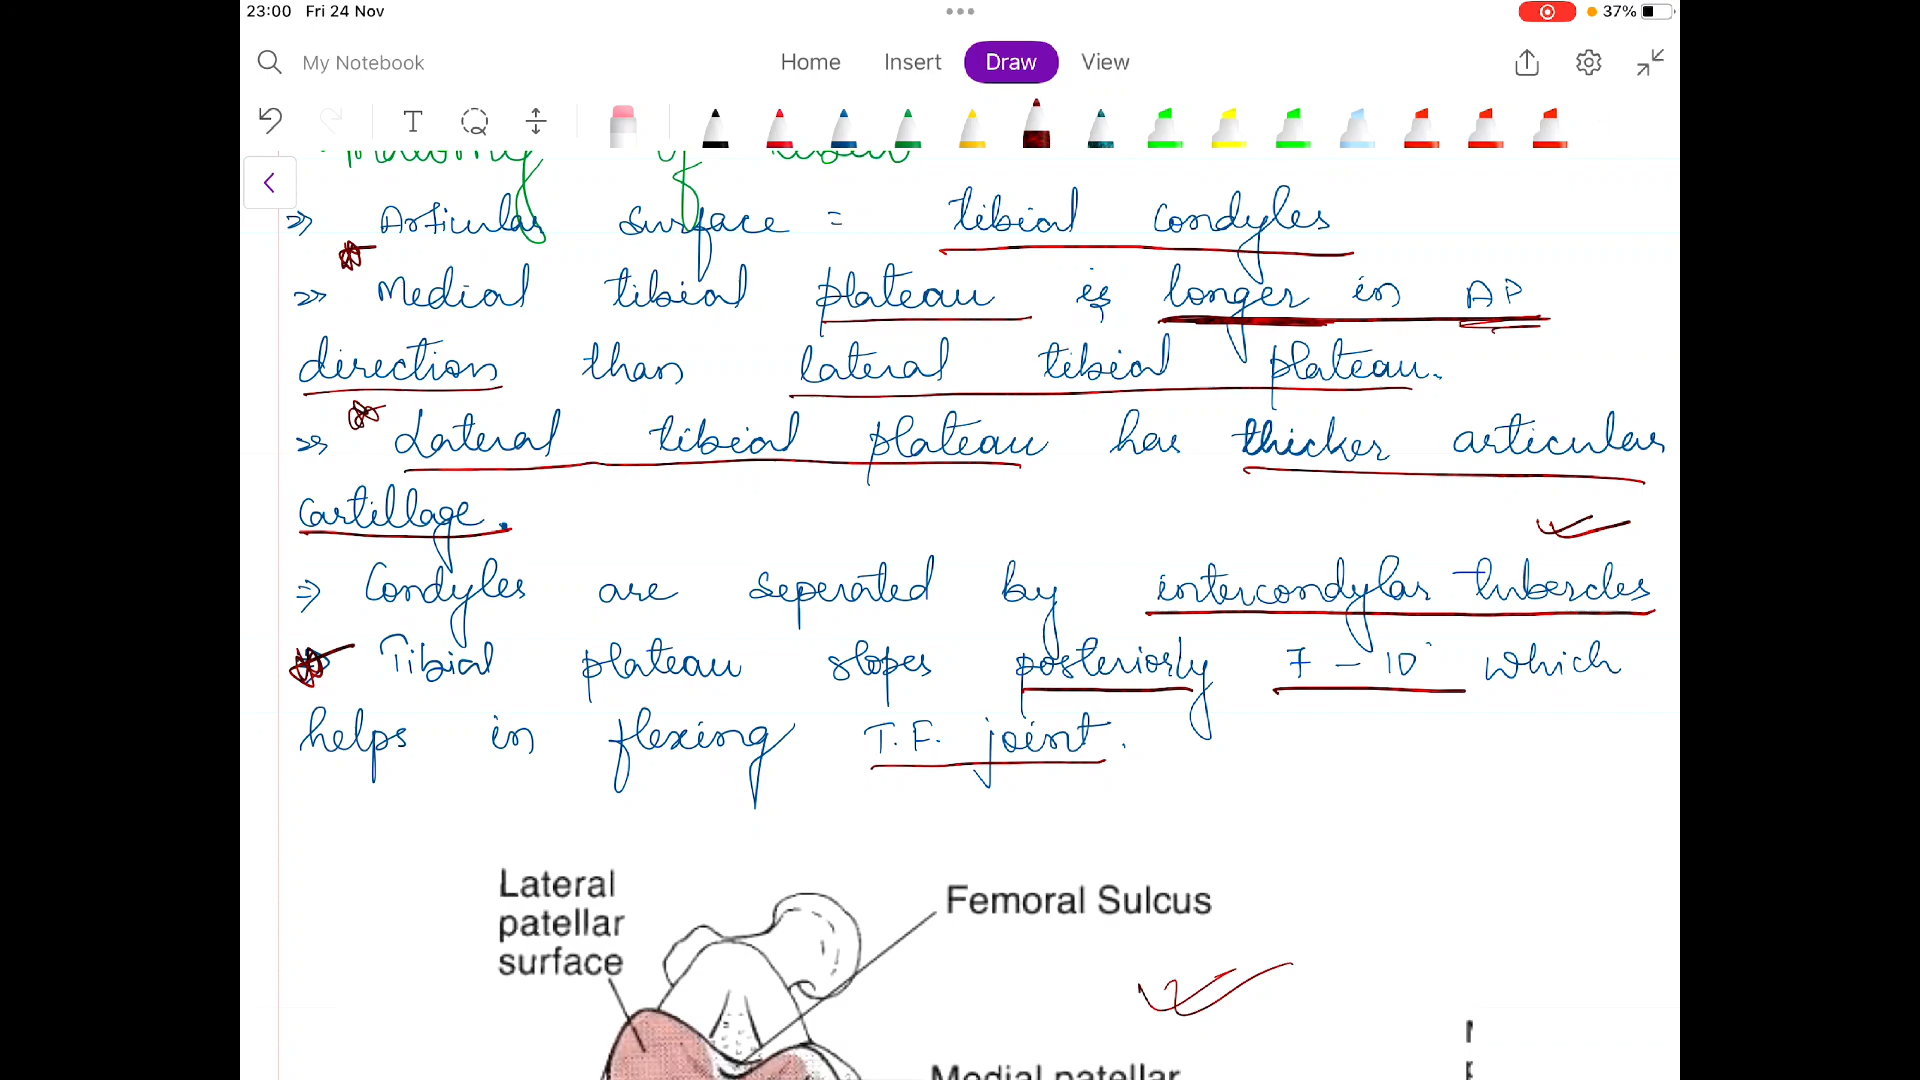 23:00 Fri 24 Nov
37%
My Notebook
Home Insert Draw View
T
⇒ Articular surface = tibial condyles
⇒ Medial tibial plateau is longer in AP
direction than lateral tibial plateau.
⇒ Lateral tibial plateau has thicker articular
cartillage.
⇒ Condyles are seperated by intercondylar tubercles
Tibial plateau slopes posteriorly 7 – 10° which
helps in flexing T.F. joint.
Lateral
patellar
surface
Femoral Sulcus
Medial patellar